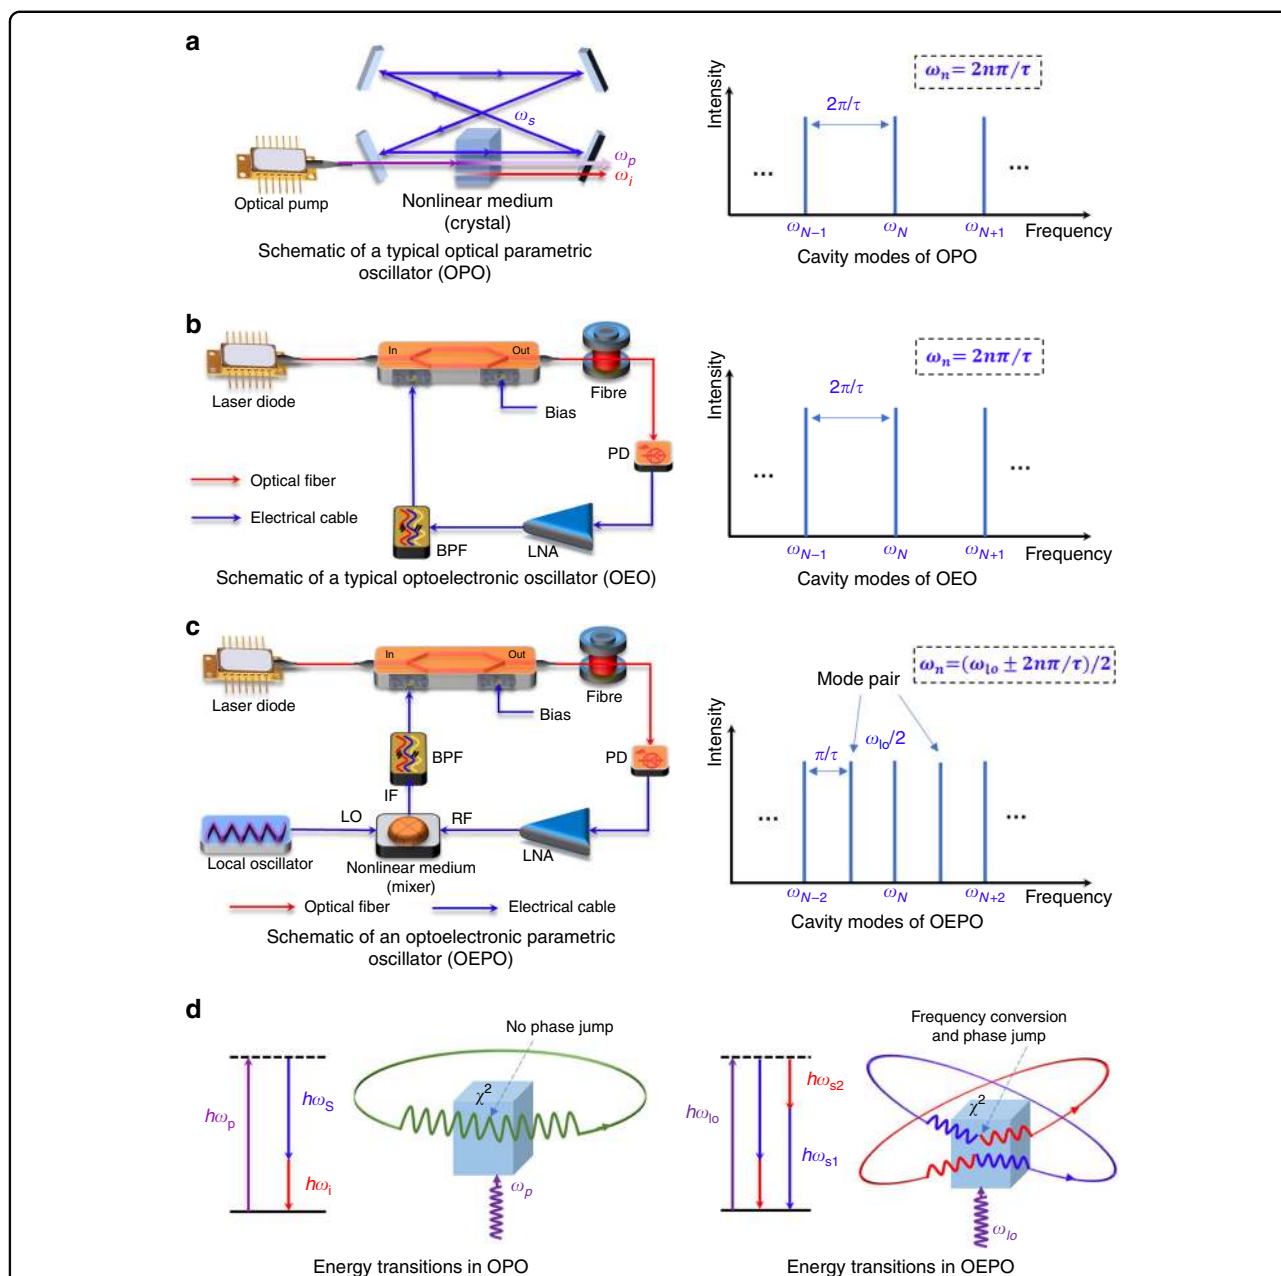 a
ωₙ = 2nπ/τ
Intensity
2π/τ
ωs
ωp
ωi
...
...
Optical pump
Nonlinear medium
(crystal)
ωN−1
ωN
ωN+1
Frequency
Schematic of a typical optical parametric
oscillator (OPO)
Cavity modes of OPO
b
In
Out
Laser diode
Fibre
Bias
PD
Optical fiber
Electrical cable
BPF
LNA
Schematic of a typical optoelectronic oscillator (OEO)
ωₙ = 2nπ/τ
Intensity
2π/τ
...
...
ωN−1
ωN
ωN+1
Frequency
Cavity modes of OEO
c
In
Out
Laser diode
Fibre
Bias
BPF
PD
IF
LO
RF
Local oscillator
LNA
Nonlinear medium
(mixer)
Optical fiber
Electrical cable
Schematic of an optoelectronic parametric
oscillator (OEPO)
ωₙ=(ωlo ± 2nπ/τ)/2
Mode pair
Intensity
ωlo/2
π/τ
...
...
ωN−2
ωN
ωN+2
Frequency
Cavity modes of OEPO
d
No phase jump
χ²
hωp
hωS
hωi
ωp
Energy transitions in OPO
Frequency conversion
and phase jump
χ²
hωlo
hωs2
hωs1
ωlo
Energy transitions in OEPO